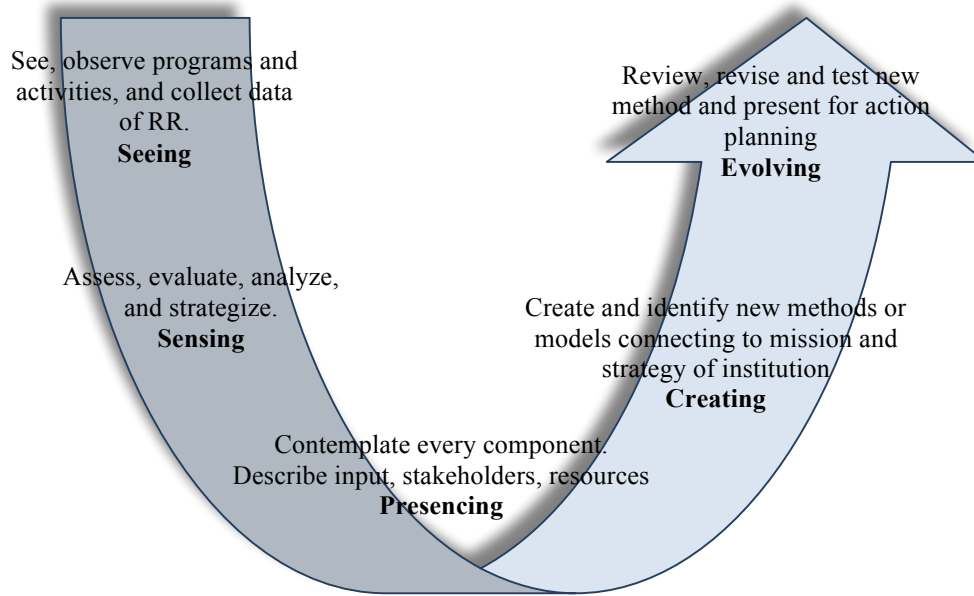 See, observe programs and
activities, and collect data
of RR.
Seeing
Assess, evaluate, analyze,
and strategize.
Sensing
Contemplate every component.
Describe input, stakeholders, resources
Presencing
Create and identify new methods or
models connecting to mission and
strategy of institution
Creating
Review, revise and test new
method and present for action
planning
Evolving